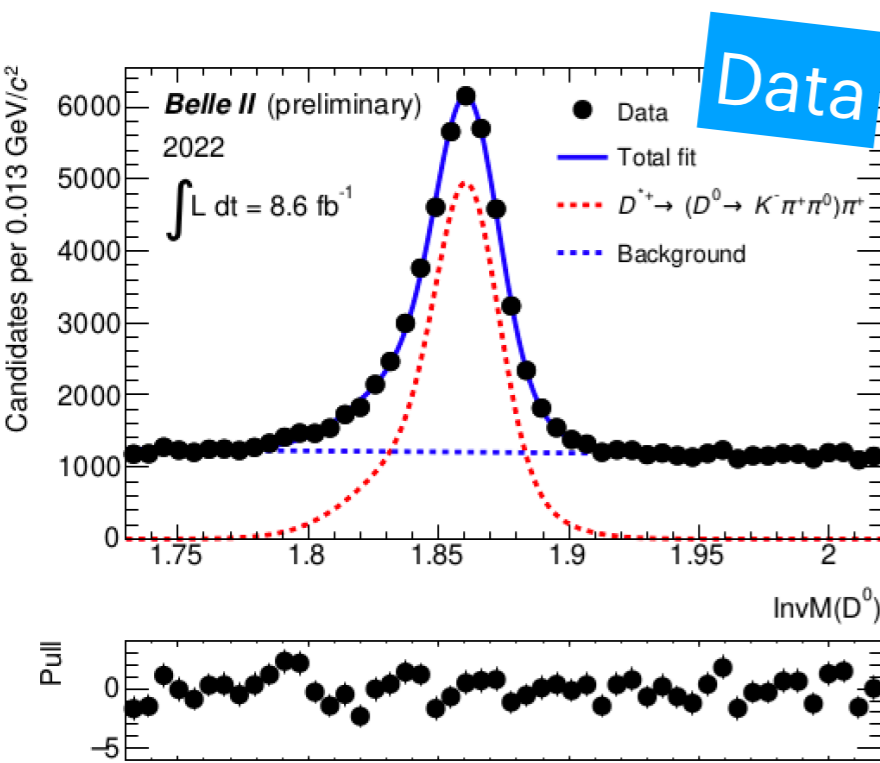 Data
Candidates per 0.013 GeV/c²
Belle II (preliminary)
2022
∫L dt = 8.6 fb⁻¹
Data
Total fit
D*⁺→ (D⁰→ K⁻π⁺π⁰)π⁺
Background
6000
5000
4000
3000
2000
1000
0
1.75 1.8 1.85 1.9 1.95 2
InvM(D⁰)
Pull
0
−5